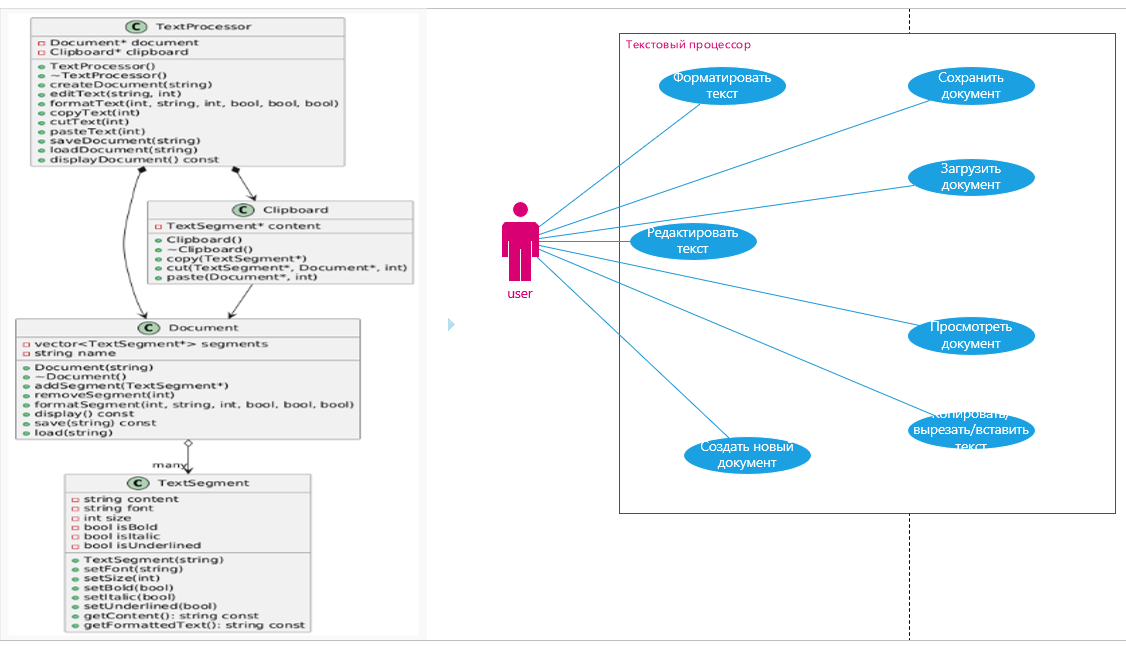 C TextProcessor
Document* document
Clipboard* clipboard
TextProcessor()
~TextProcessor()
createDocument(string)
editText(string, int)
formatText(int, string, int, bool, bool, bool)
copyText(int)
cutText(int)
pasteText(int)
saveDocument(string)
loadDocument(string)
displayDocument() const
C Clipboard
TextSegment* content
Clipboard()
~Clipboard()
copy(TextSegment*)
cut(TextSegment*, Document*, int)
paste(Document*, int)
C Document
vector<TextSegment*> segments
string name
Document(string)
~Document()
addSegment(TextSegment*)
removeSegment(int)
formatSegment(int, string, int, bool, bool, bool)
display() const
save(string) const
load(string)
many
C TextSegment
string content
string font
int size
bool isBold
bool isItalic
bool isUnderlined
TextSegment(string)
setFont(string)
setSize(int)
setBold(bool)
setItalic(bool)
setUnderlined(bool)
getContent(): string const
getFormattedText(): string const
user
Текстовый процессор
Форматировать
текст
Сохранить
документ
Загрузить
документ
Редактировать
текст
Просмотреть
документ
Копировать/
вырезать/вставить
текст
Создать новый
документ